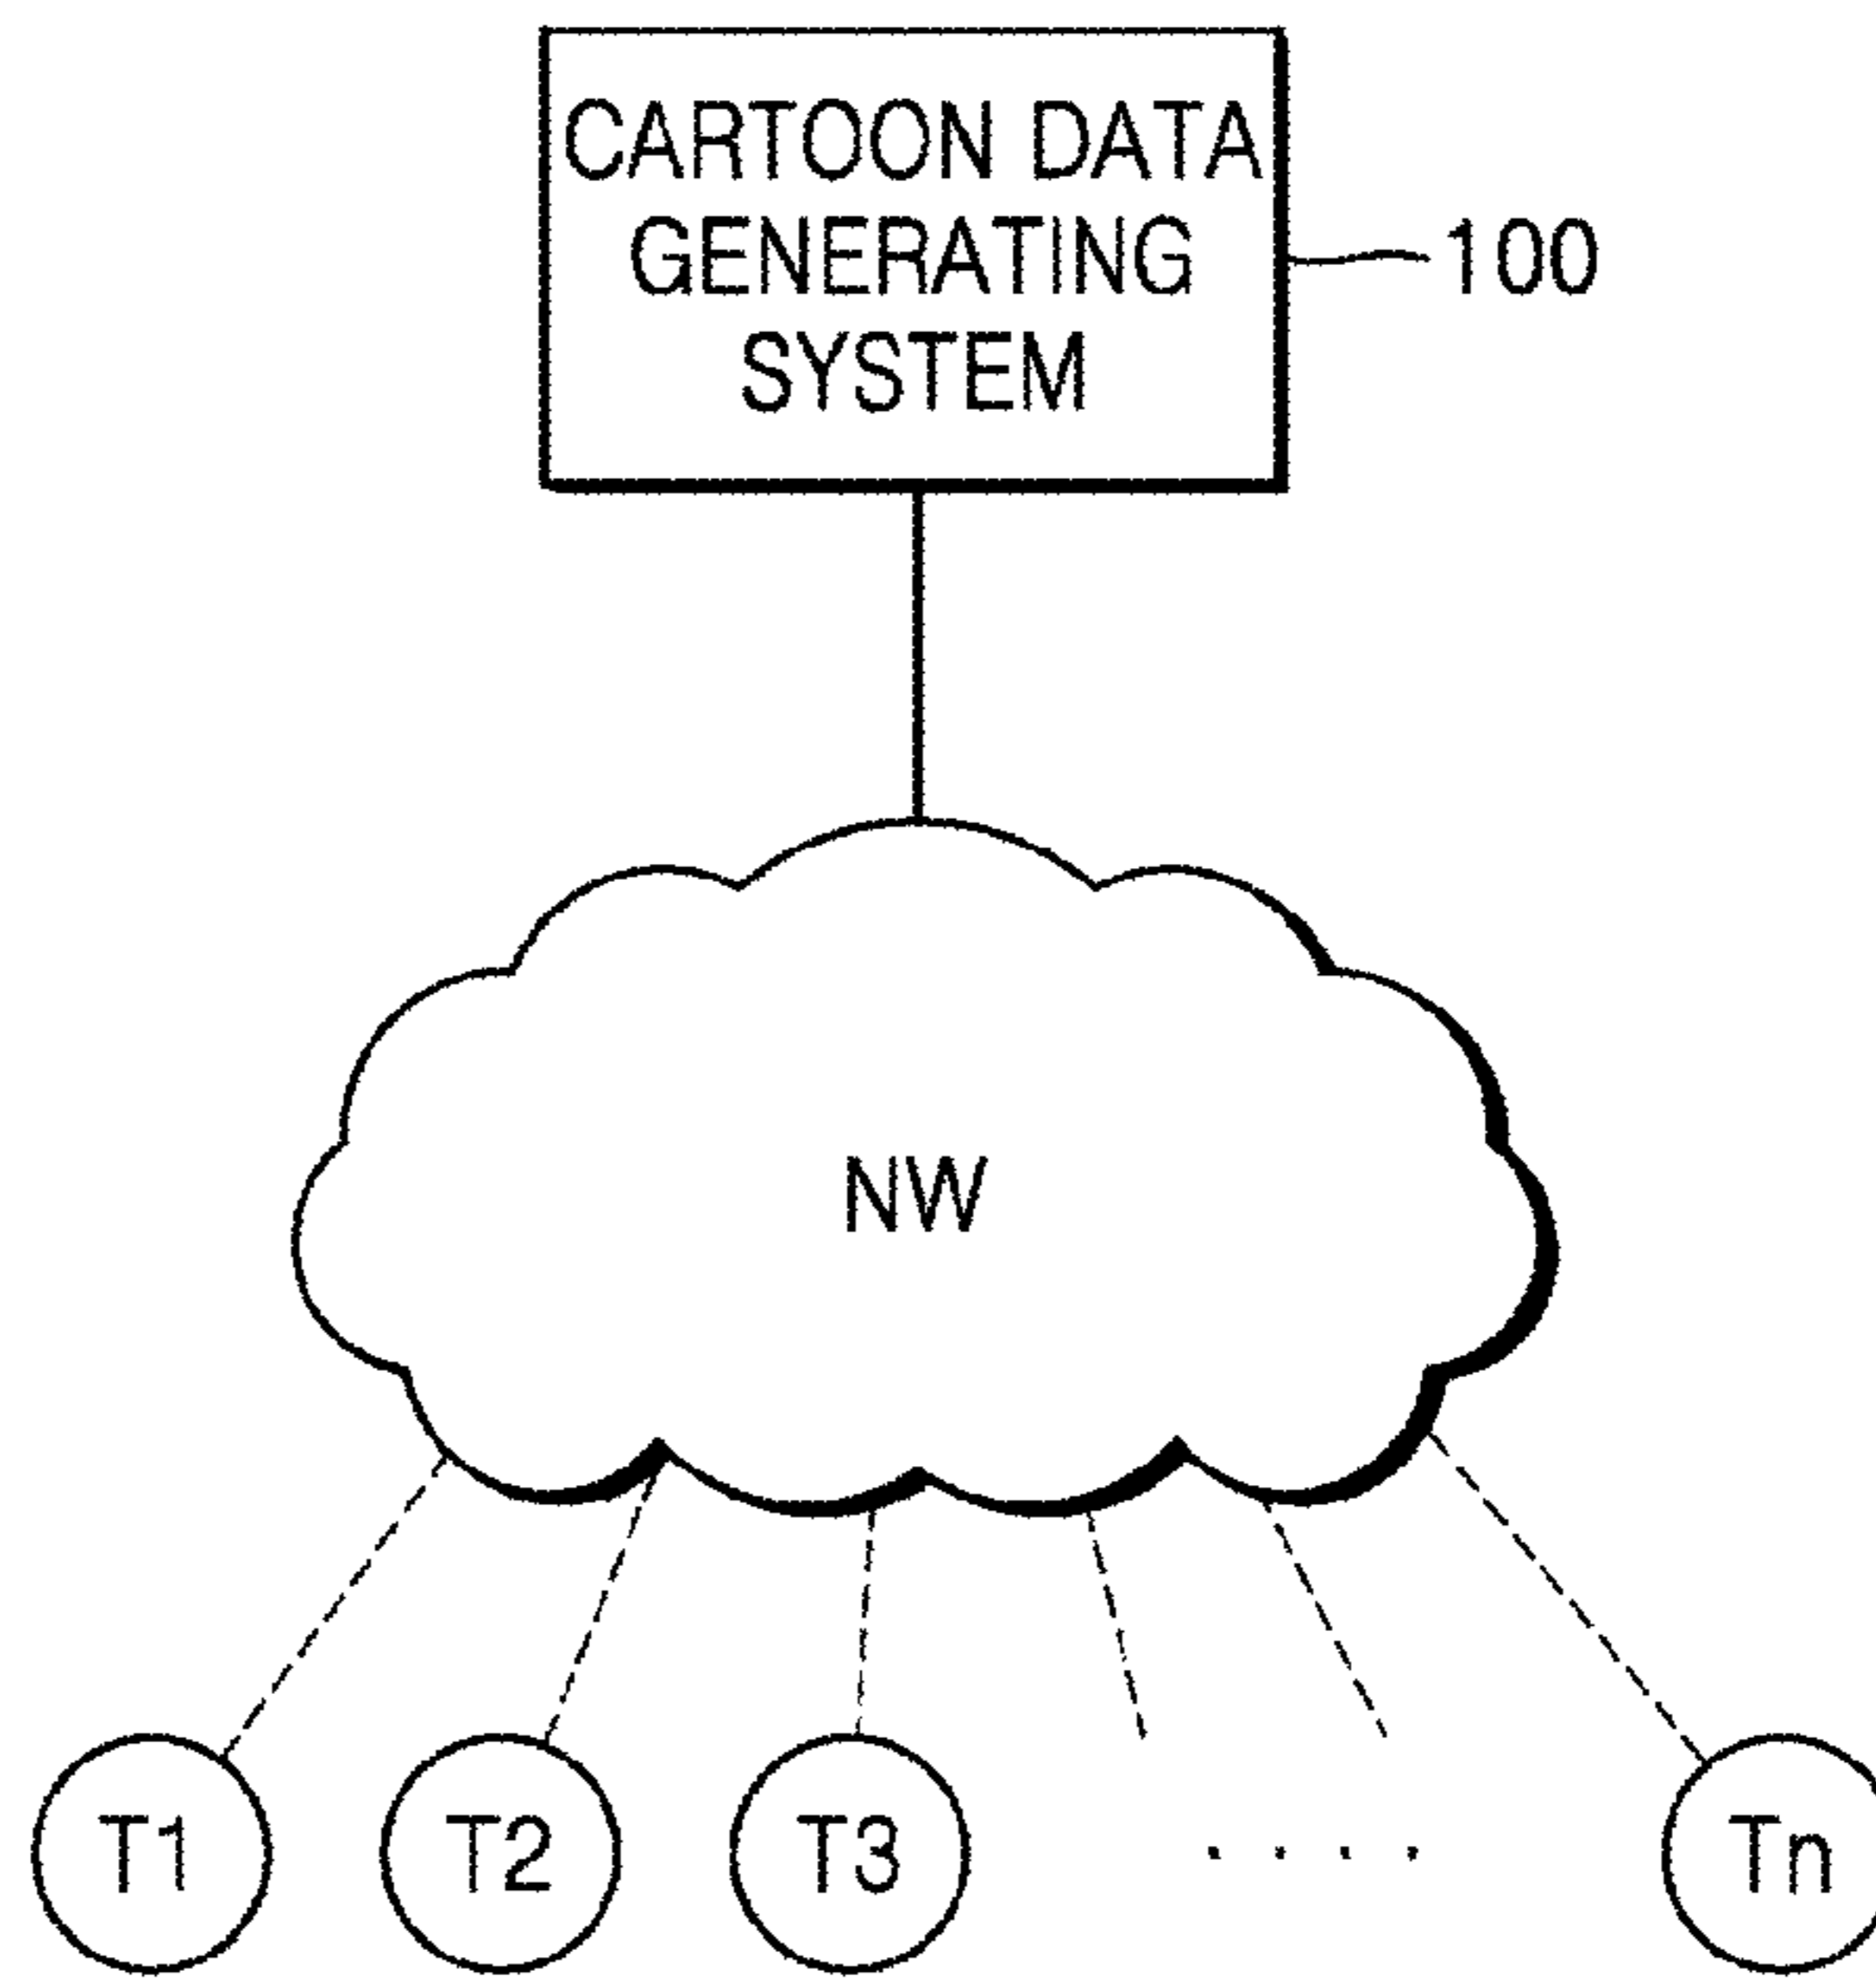 CARTOON DATA
GENERATING
SYSTEM
100
NW
T1 T2 T3 . . . . Tn